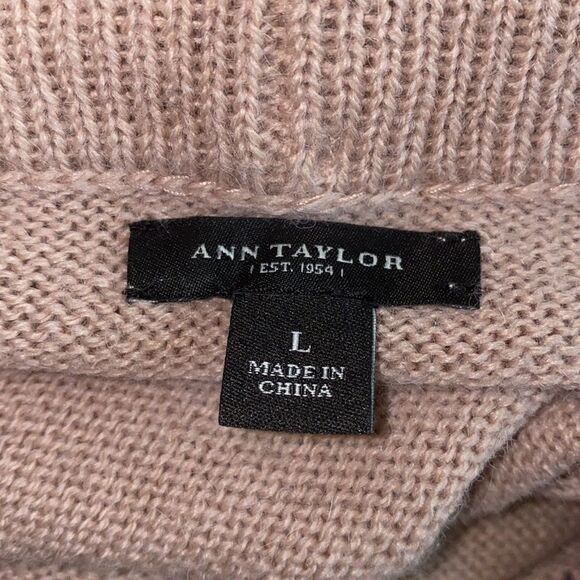 ANN TAYLOR
| EST. 1954 |
L
MADE IN
CHINA